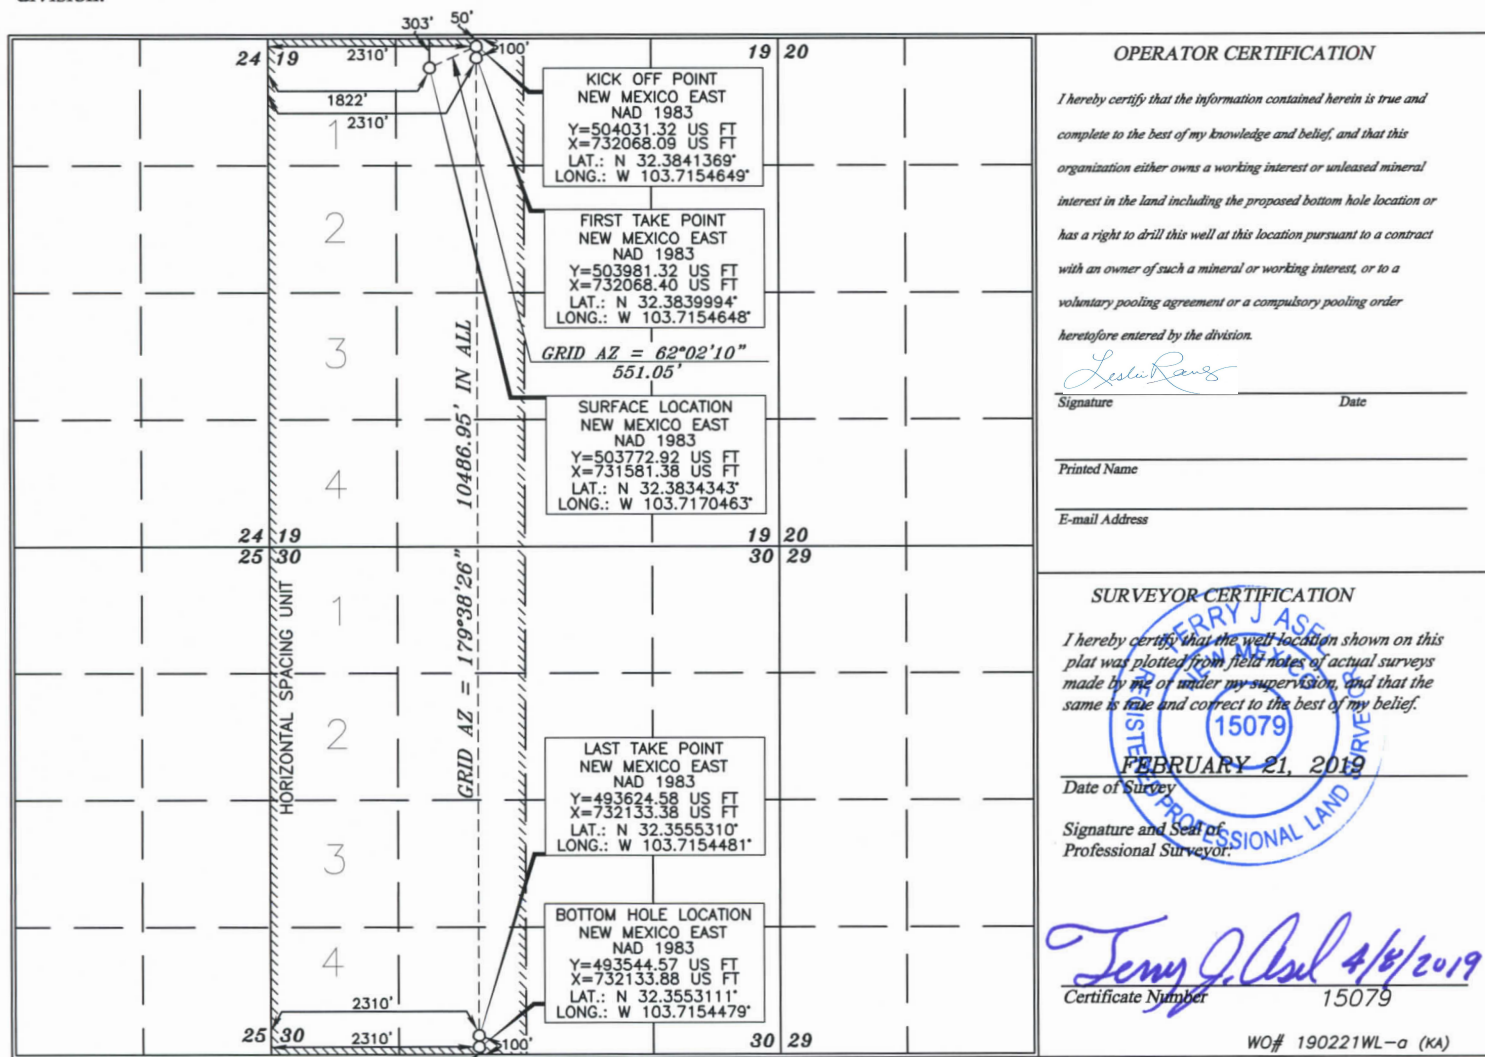 division.
303'
50'
24 19
2310'
100'
19 20
1822'
2310'
1
2
3
4
KICK OFF POINT
NEW MEXICO EAST
NAD 1983
Y=504031.32 US FT
X=732068.09 US FT
LAT.: N 32.3841369°
LONG.: W 103.7154649°
FIRST TAKE POINT
NEW MEXICO EAST
NAD 1983
Y=503981.32 US FT
X=732068.40 US FT
LAT.: N 32.3839994°
LONG.: W 103.7154648°
GRID AZ = 62°02'10"
551.05'
SURFACE LOCATION
NEW MEXICO EAST
NAD 1983
Y=503772.92 US FT
X=731581.38 US FT
LAT.: N 32.3834343°
LONG.: W 103.7170463°
GRID AZ = 179°38'26" 10486.95' IN ALL
24 19
25 30
19 20
30 29
HORIZONTAL SPACING UNIT
1
2
3
4
LAST TAKE POINT
NEW MEXICO EAST
NAD 1983
Y=493624.58 US FT
X=732133.38 US FT
LAT.: N 32.3555310°
LONG.: W 103.7154481°
BOTTOM HOLE LOCATION
NEW MEXICO EAST
NAD 1983
Y=493544.57 US FT
X=732133.88 US FT
LAT.: N 32.3553111°
LONG.: W 103.7154479°
2310'
25 30
2310'
100'
30 29
OPERATOR CERTIFICATION
I hereby certify that the information contained herein is true and
complete to the best of my knowledge and belief, and that this
organization either owns a working interest or unleased mineral
interest in the land including the proposed bottom hole location or
has a right to drill this well at this location pursuant to a contract
with an owner of such a mineral or working interest, or to a
voluntary pooling agreement or a compulsory pooling order
heretofore entered by the division.
Signature Date
Printed Name
E-mail Address
SURVEYOR CERTIFICATION
I hereby certify that the well location shown on this
plat was plotted from field notes of actual surveys
made by me or under my supervision, and that the
same is true and correct to the best of my belief.
TERRY J ASEL
NEW MEXICO
15079
REGISTERED PROFESSIONAL LAND SURVEYOR
FEBRUARY 21, 2019
Date of Survey
Signature and Seal of
Professional Surveyor:
Terry J. Asel 4/8/2019
Certificate Number 15079
WO# 190221WL-a (KA)